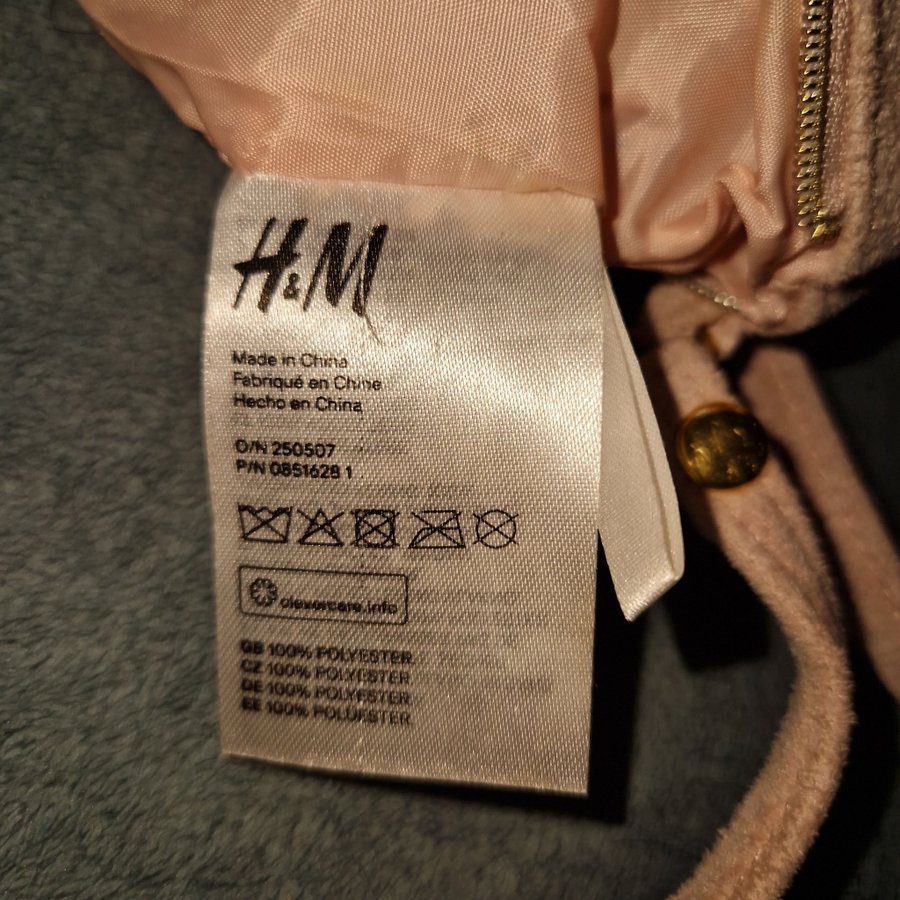 H&M
Made in China
Fabriqué en Chine
Hecho en China
O/N 250507
P/N 0851628 1
clevercare.info
GB 100% POLYESTER
CZ 100% POLYESTER
DE 100% POLYESTER
EE 100% POLÜESTER